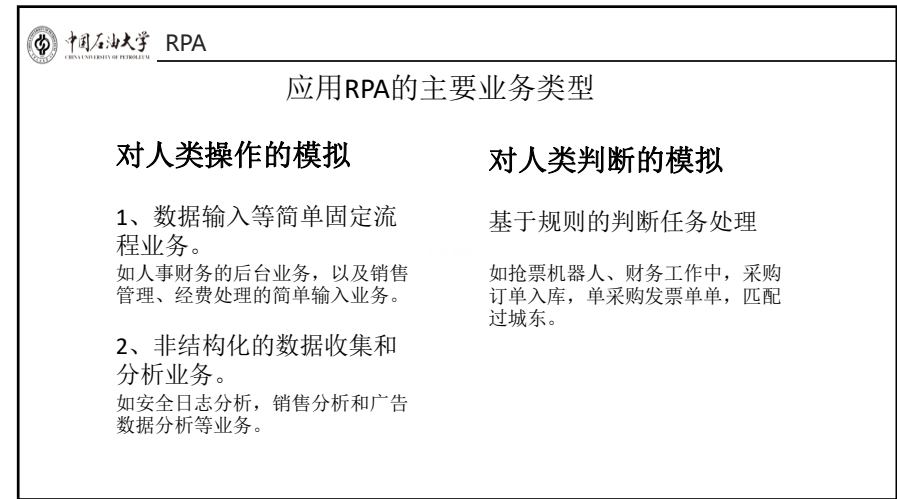 中国石油大学 RPA
CHINA UNIVERSITY OF PETROLEUM
应用RPA的主要业务类型
对人类操作的模拟
1、数据输入等简单固定流
程业务。
如人事财务的后台业务，以及销售
管理、经费处理的简单输入业务。
2、非结构化的数据收集和
分析业务。
如安全日志分析，销售分析和广告
数据分析等业务。
对人类判断的模拟
基于规则的判断任务处理
如抢票机器人、财务工作中，采购
订单入库，单采购发票单单，匹配
过城东。